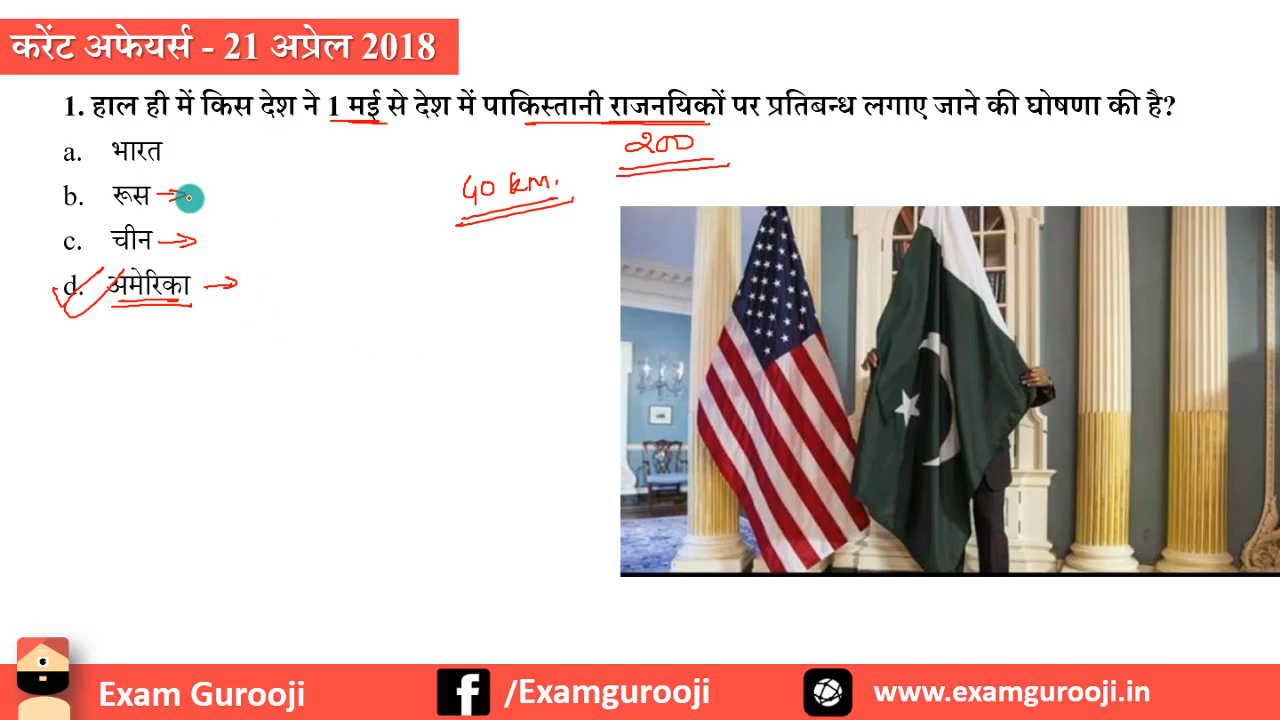 करेंट अफेयर्स - 21 अप्रेल 2018
1. हाल ही में किस देश ने 1 मई से देश में पाकिस्तानी राजनयिकों पर प्रतिबन्ध लगाए जाने की घोषणा की है?
200
a. भारत
40 km.
b. रूस
c. चीन
d. अमेरिका
Exam Gurooji
/Examgurooji
www.examgurooji.in